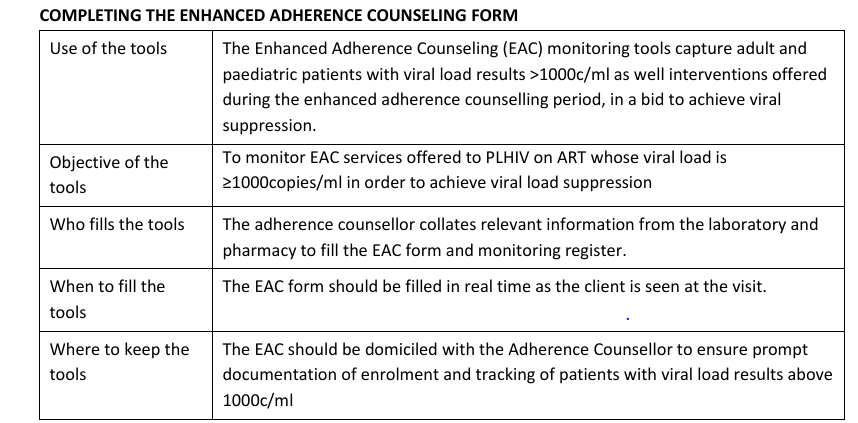 COMPLETING THE ENHANCED ADHERENCE COUNSELING FORM
Use of the tools
The Enhanced Adherence Counseling (EAC) monitoring tools capture adult and
paediatric patients with viral load results >1000c/ml as well interventions offered
during the enhanced adherence counselling period, in a bid to achieve viral
suppression.
Objective of the
tools
To monitor EAC services offered to PLHIV on ART whose viral load is
≥1000copies/ml in order to achieve viral load suppression
Who fills the tools
The adherence counsellor collates relevant information from the laboratory and
pharmacy to fill the EAC form and monitoring register.
When to fill the
tools
The EAC form should be filled in real time as the client is seen at the visit.
.
Where to keep the
tools
The EAC should be domiciled with the Adherence Counsellor to ensure prompt
documentation of enrolment and tracking of patients with viral load results above
1000c/ml